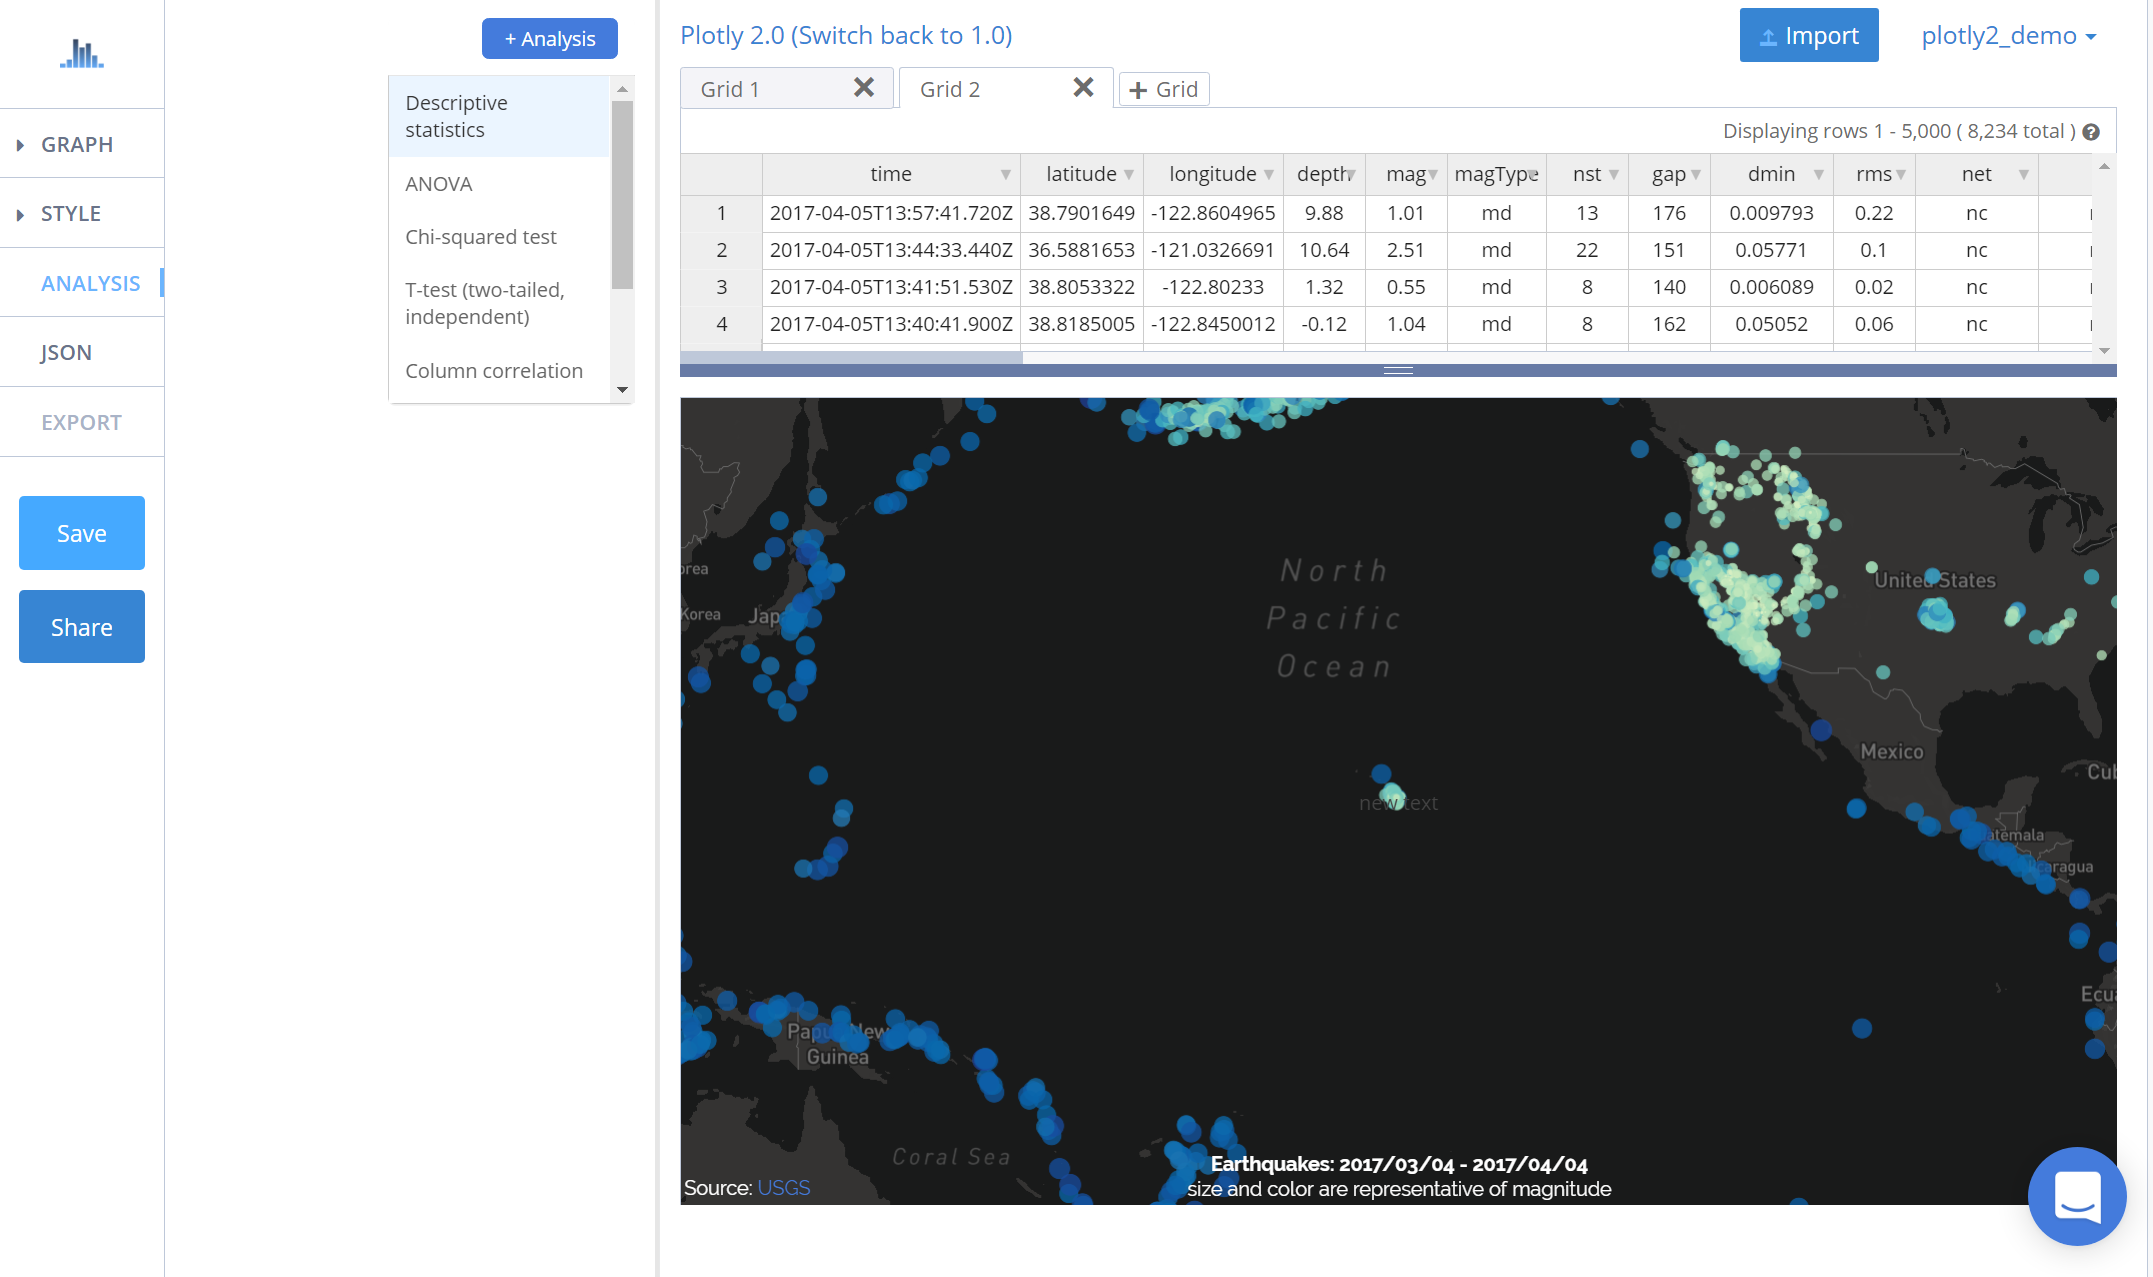 + Analysis
Descriptive
statistics
ANOVA
Chi-squared test
T-test (two-tailed,
independent)
Column correlation
GRAPH
STYLE
ANALYSIS
JSON
EXPORT
Save
Share
Plotly 2.0 (Switch back to 1.0)
Import
plotly2_demo
Grid 1
Grid 2
+ Grid
Displaying rows 1 - 5,000 ( 8,234 total )
time latitude longitude depth mag magType nst gap dmin rms net
1 2017-04-05T13:57:41.720Z 38.7901649 -122.8604965 9.88 1.01 md 13 176 0.009793 0.22 nc
2 2017-04-05T13:44:33.440Z 36.5881653 -121.0326691 10.64 2.51 md 22 151 0.05771 0.1 nc
3 2017-04-05T13:41:51.530Z 38.8053322 -122.80233 1.32 0.55 md 8 140 0.006089 0.02 nc
4 2017-04-05T13:40:41.900Z 38.8185005 -122.8450012 -0.12 1.04 md 8 162 0.05052 0.06 nc
North
Pacific
Ocean
United States
orea
Korea
Jap
Mexico
Cub
new text
atemala
caragua
Ecua
Papua New
Guinea
Coral Sea
Earthquakes: 2017/03/04 - 2017/04/04
size and color are representative of magnitude
Source: USGS